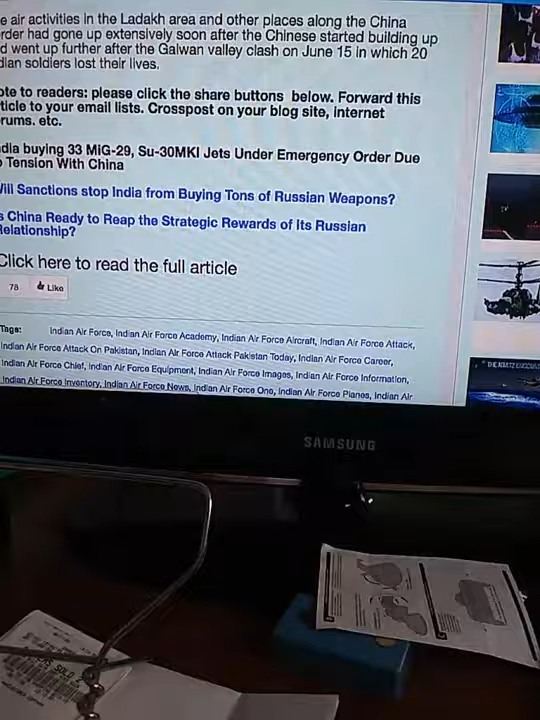 e air activities in the Ladakh area and other places along the China
rder had gone up extensively soon after the Chinese started building up
d went up further after the Galwan valley clash on June 15 in which 20
dian soldiers lost their lives.
ote to readers: please click the share buttons below. Forward this
ticle to your email lists. Crosspost on your blog site, internet
rums. etc.
dia buying 33 MiG-29, Su-30MKI Jets Under Emergency Order Due
o Tension With China
Will Sanctions stop India from Buying Tons of Russian Weapons?
s China Ready to Reap the Strategic Rewards of Its Russian
Relationship?
Click here to read the full article
78 Like
Tags: Indian Air Force, Indian Air Force Academy, Indian Air Force Aircraft, Indian Air Force Attack,
Indian Air Force Attack On Pakistan, Indian Air Force Attack Pakistan Today, Indian Air Force Career,
Indian Air Force Chief, Indian Air Force Equipment, Indian Air Force Images, Indian Air Force Information,
Indian Air Force Inventory, Indian Air Force News, Indian Air Force One, Indian Air Force Planes, Indian Air
SAMSUNG